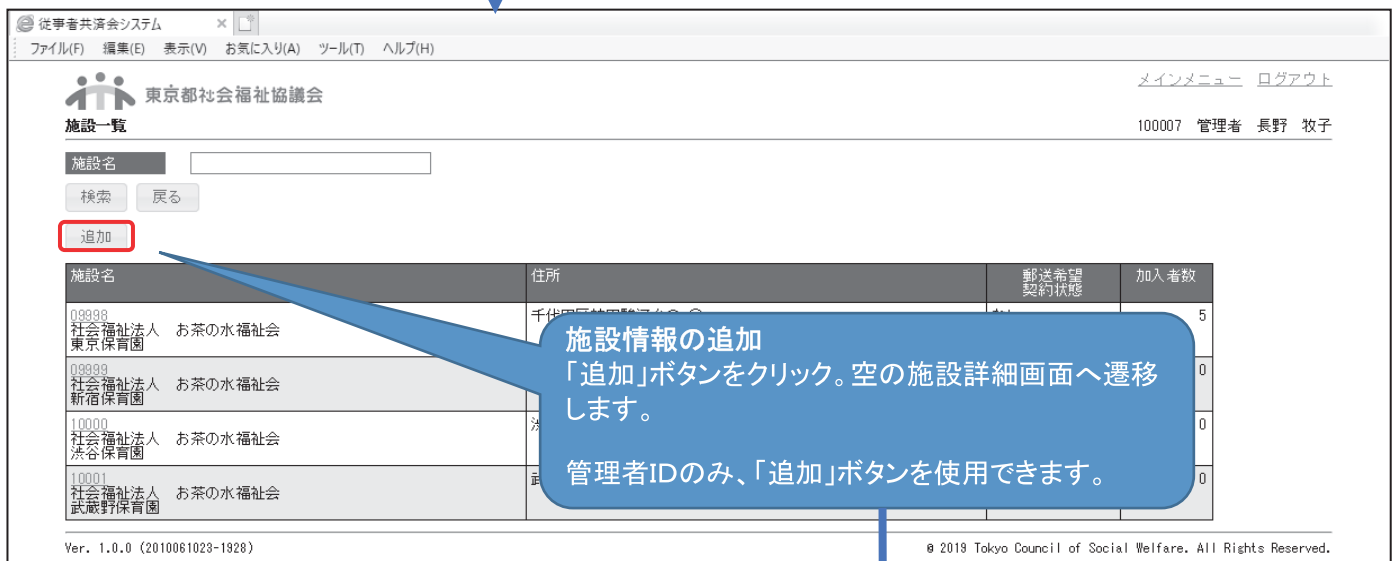 従事者共済会システム ×
ファイル(F) 編集(E) 表示(V) お気に入り(A) ツール(T) ヘルプ(H)
東京都社会福祉協議会
メインメニュー ログアウト
施設一覧
100007 管理者 長野 牧子
施設名
検索 戻る
追加
施設名 住所 郵送希望 加入者数
契約状態
09998
社会福祉法人 お茶の水福祉会
東京保育園
5
09999
社会福祉法人 お茶の水福祉会
新宿保育園
0
10000
社会福祉法人 お茶の水福祉会
渋谷保育園
0
10001
社会福祉法人 お茶の水福祉会
武蔵野保育園
0
施設情報の追加
「追加」ボタンをクリック。空の施設詳細画面へ遷移
します。
管理者IDのみ、「追加」ボタンを使用できます。
Ver. 1.0.0 (2010061023-1928)
© 2019 Tokyo Council of Social Welfare. All Rights Reserved.